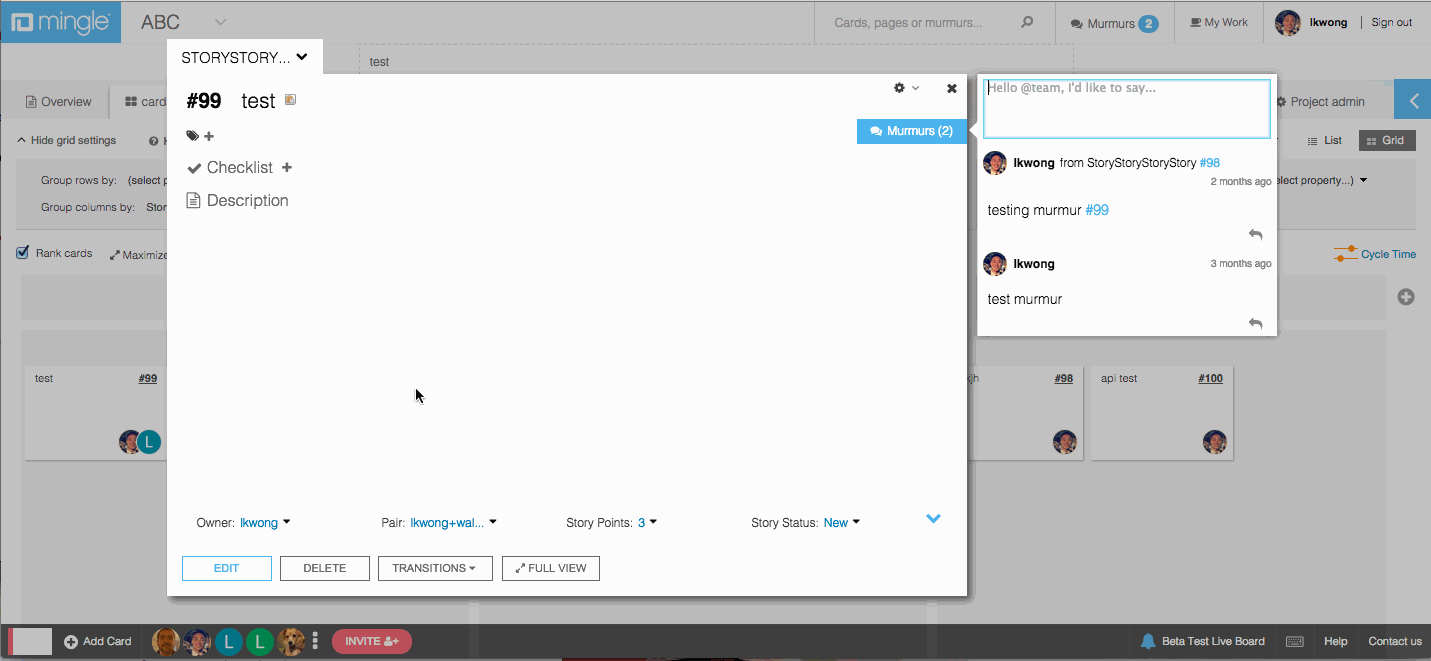 mingle
ABC
Cards, pages or murmurs...
Murmurs 2
My Work
lkwong
Sign out
test
STORYSTORY...
Overview
card
Project admin
#99 test
Hello @team, I'd like to say...
Murmurs (2)
Hide grid settings
List
Grid
Checklist
lkwong from StoryStoryStoryStory #98
2 months ago
Group rows by: (select p
elect property...)
Description
Group columns by: Stor
testing murmur #99
Rank cards
Maximize
Cycle Time
lkwong
3 months ago
test murmur
test #99
kjh #98
api test #100
L
Owner: lkwong
Pair: lkwong+wal...
Story Points: 3
Story Status: New
EDIT
DELETE
TRANSITIONS
FULL VIEW
Add Card
L
L
INVITE
Beta Test Live Board
Help
Contact us